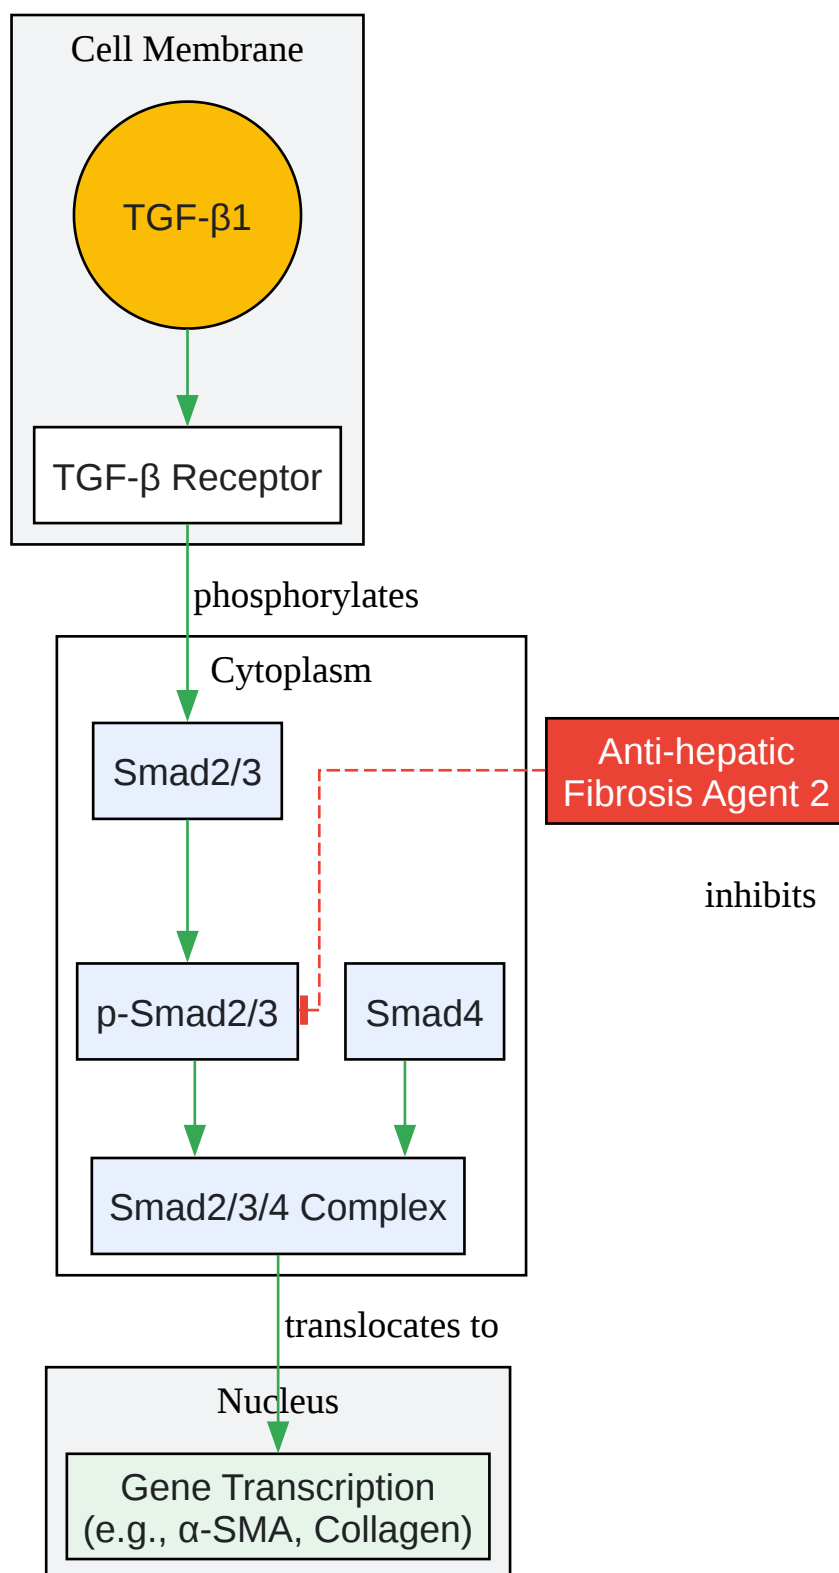 Cell Membrane
TGF-β1
TGF-β Receptor
phosphorylates
Cytoplasm
Smad2/3
Anti-hepatic
Fibrosis Agent 2
inhibits
p-Smad2/3
Smad4
Smad2/3/4 Complex
translocates to
Nucleus
Gene Transcription
(e.g., α-SMA, Collagen)